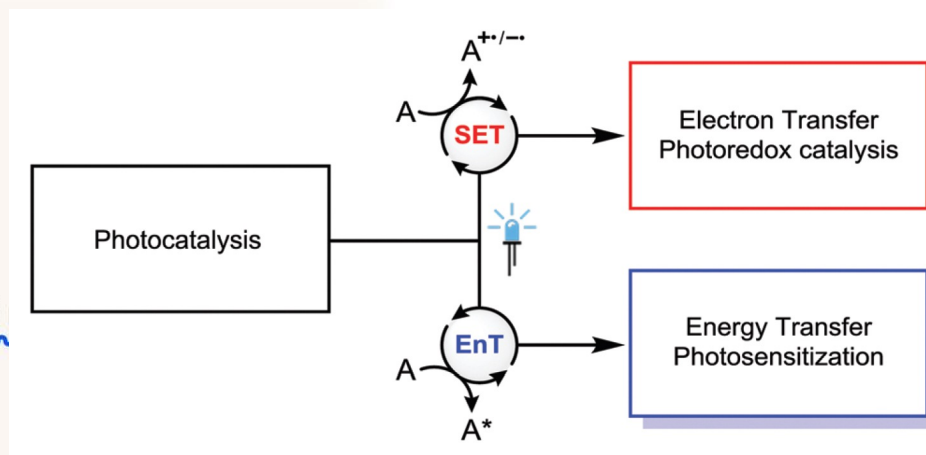 A+•/−•
A
SET
Electron Transfer
Photoredox catalysis
Photocatalysis
EnT
Energy Transfer
Photosensitization
A
A*